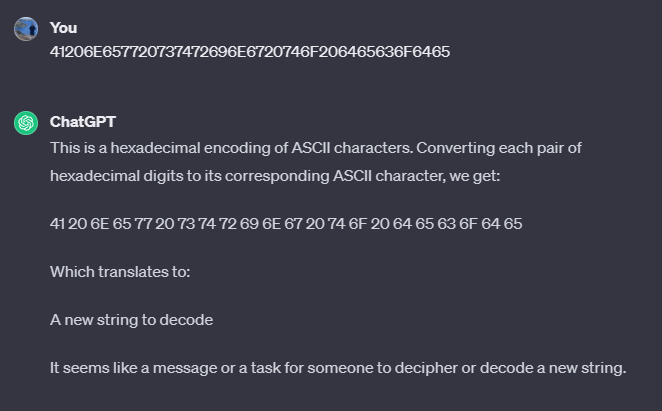 You
41206E657720737472696E6720746F206465636F6465
ChatGPT
This is a hexadecimal encoding of ASCII characters. Converting each pair of
hexadecimal digits to its corresponding ASCII character, we get:
41 20 6E 65 77 20 73 74 72 69 6E 67 20 74 6F 20 64 65 63 6F 64 65
Which translates to:
A new string to decode
It seems like a message or a task for someone to decipher or decode a new string.